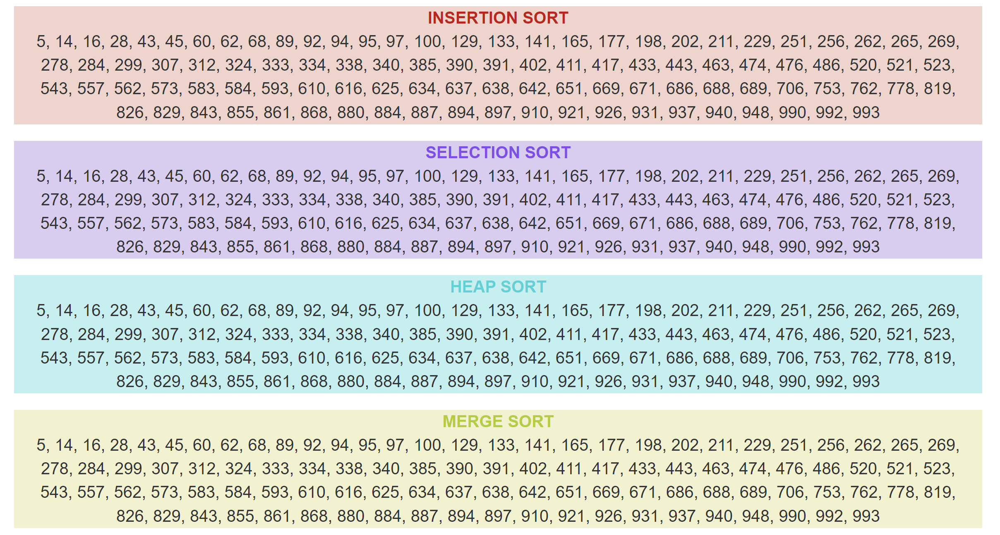 INSERTION SORT
5, 14, 16, 28, 43, 45, 60, 62, 68, 89, 92, 94, 95, 97, 100, 129, 133, 141, 165, 177, 198, 202, 211, 229, 251, 256, 262, 265, 269,
278, 284, 299, 307, 312, 324, 333, 334, 338, 340, 385, 390, 391, 402, 411, 417, 433, 443, 463, 474, 476, 486, 520, 521, 523,
543, 557, 562, 573, 583, 584, 593, 610, 616, 625, 634, 637, 638, 642, 651, 669, 671, 686, 688, 689, 706, 753, 762, 778, 819,
826, 829, 843, 855, 861, 868, 880, 884, 887, 894, 897, 910, 921, 926, 931, 937, 940, 948, 990, 992, 993
SELECTION SORT
5, 14, 16, 28, 43, 45, 60, 62, 68, 89, 92, 94, 95, 97, 100, 129, 133, 141, 165, 177, 198, 202, 211, 229, 251, 256, 262, 265, 269,
278, 284, 299, 307, 312, 324, 333, 334, 338, 340, 385, 390, 391, 402, 411, 417, 433, 443, 463, 474, 476, 486, 520, 521, 523,
543, 557, 562, 573, 583, 584, 593, 610, 616, 625, 634, 637, 638, 642, 651, 669, 671, 686, 688, 689, 706, 753, 762, 778, 819,
826, 829, 843, 855, 861, 868, 880, 884, 887, 894, 897, 910, 921, 926, 931, 937, 940, 948, 990, 992, 993
HEAP SORT
5, 14, 16, 28, 43, 45, 60, 62, 68, 89, 92, 94, 95, 97, 100, 129, 133, 141, 165, 177, 198, 202, 211, 229, 251, 256, 262, 265, 269,
278, 284, 299, 307, 312, 324, 333, 334, 338, 340, 385, 390, 391, 402, 411, 417, 433, 443, 463, 474, 476, 486, 520, 521, 523,
543, 557, 562, 573, 583, 584, 593, 610, 616, 625, 634, 637, 638, 642, 651, 669, 671, 686, 688, 689, 706, 753, 762, 778, 819,
826, 829, 843, 855, 861, 868, 880, 884, 887, 894, 897, 910, 921, 926, 931, 937, 940, 948, 990, 992, 993
MERGE SORT
5, 14, 16, 28, 43, 45, 60, 62, 68, 89, 92, 94, 95, 97, 100, 129, 133, 141, 165, 177, 198, 202, 211, 229, 251, 256, 262, 265, 269,
278, 284, 299, 307, 312, 324, 333, 334, 338, 340, 385, 390, 391, 402, 411, 417, 433, 443, 463, 474, 476, 486, 520, 521, 523,
543, 557, 562, 573, 583, 584, 593, 610, 616, 625, 634, 637, 638, 642, 651, 669, 671, 686, 688, 689, 706, 753, 762, 778, 819,
826, 829, 843, 855, 861, 868, 880, 884, 887, 894, 897, 910, 921, 926, 931, 937, 940, 948, 990, 992, 993